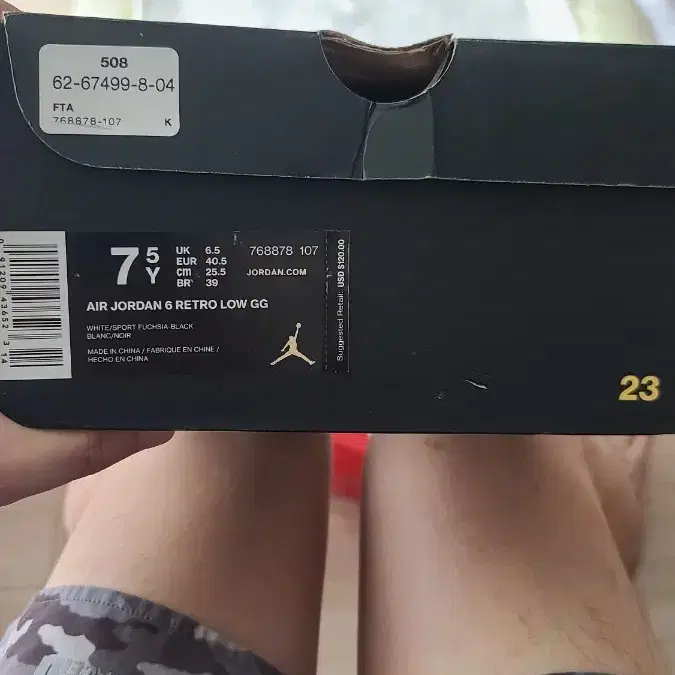 508
62-67499-8-04
FTA
768878-107 K
7 5 Y
UK 6.5
EUR 40.5
cm 25.5
BR 39
768878 107
JORDAN.COM
AIR JORDAN 6 RETRO LOW GG
WHITE/SPORT FUCHSIA-BLACK
BLANC/NOIR
MADE IN CHINA / FABRIQUE EN CHINE /
HECHO EN CHINA
Suggested Retail: USD $120.00
23